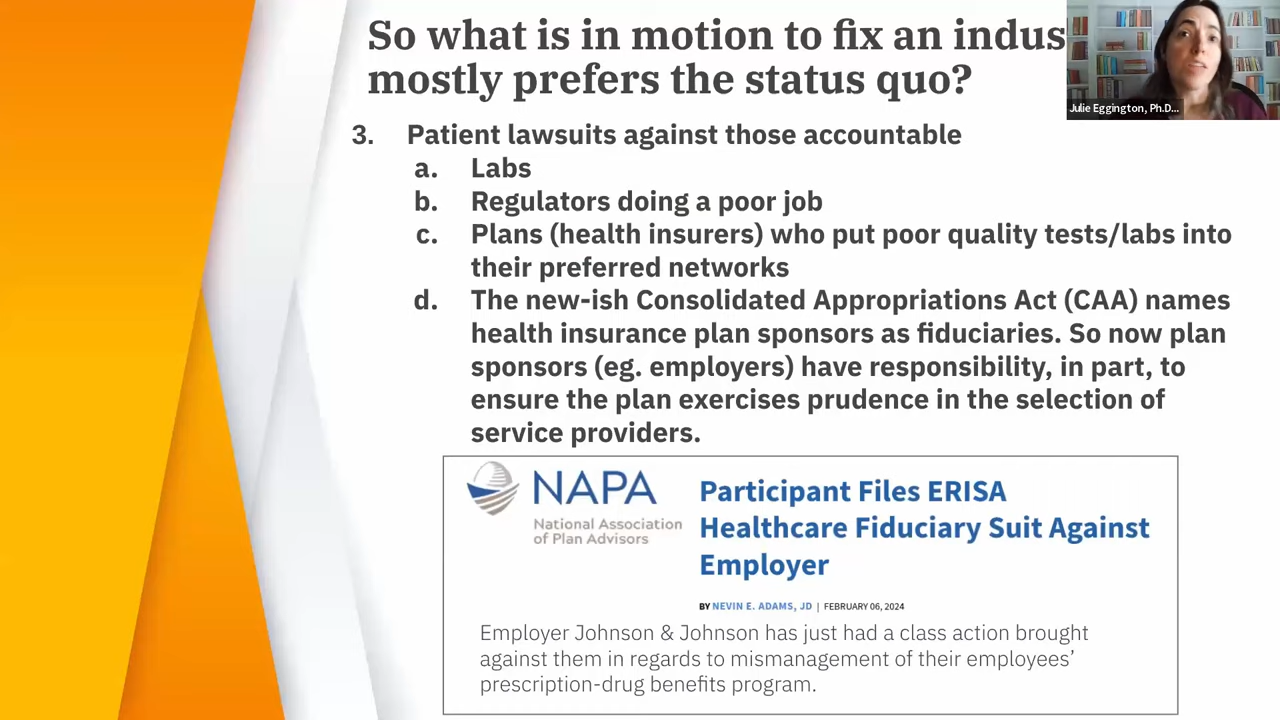 So what is in motion to fix an indus
mostly prefers the status quo?
Julie Eggington, Ph.D...
3. Patient lawsuits against those accountable
a. Labs
b. Regulators doing a poor job
c. Plans (health insurers) who put poor quality tests/labs into
their preferred networks
d. The new-ish Consolidated Appropriations Act (CAA) names
health insurance plan sponsors as fiduciaries. So now plan
sponsors (eg. employers) have responsibility, in part, to
ensure the plan exercises prudence in the selection of
service providers.
NAPA
National Association
of Plan Advisors
Participant Files ERISA
Healthcare Fiduciary Suit Against
Employer
BY NEVIN E. ADAMS, JD | FEBRUARY 06, 2024
Employer Johnson & Johnson has just had a class action brought
against them in regards to mismanagement of their employees'
prescription-drug benefits program.